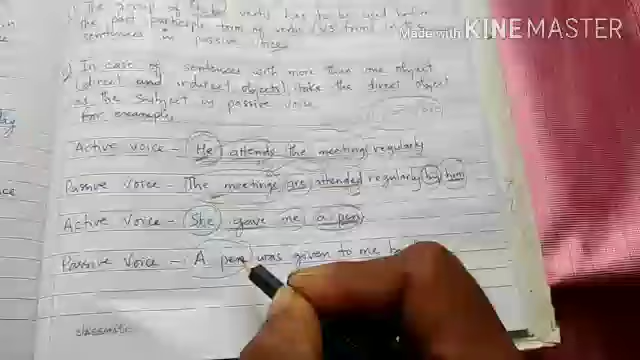 The group of verbs has to be used before
the past participle form of verbs (V3 form) in the
sentences in passive voices
Made with KINEMASTER
In case of sentences with more than one object
(direct and indirect objects) take the direct object
as the subject in passive voice
for examples
Active voice - He attends the meetings regularly
Passive voice - The meetings are attended regularly by him
Active voice - She gave me a pen.
Passive voice - A pen was given to me
classmate